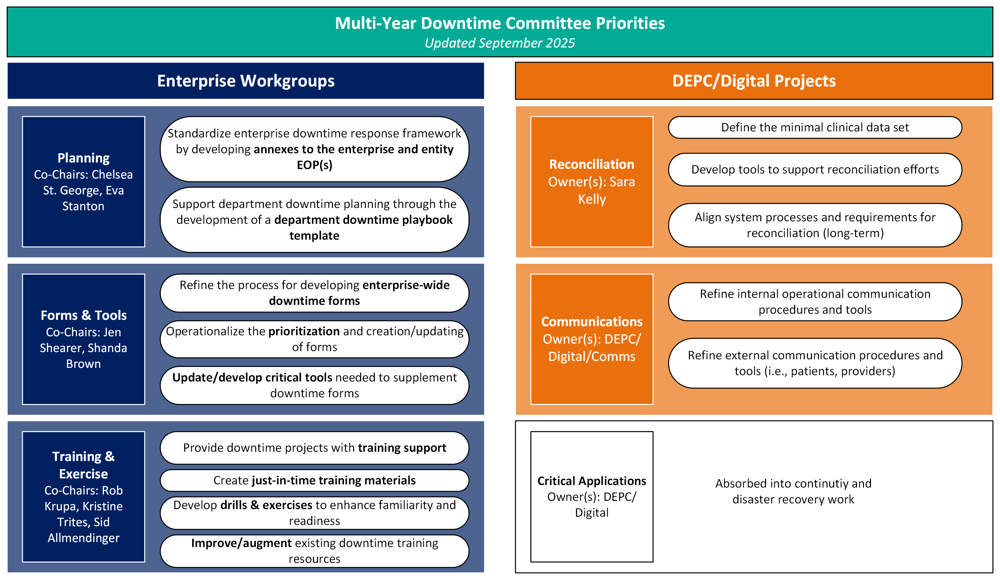 Multi-Year Downtime Committee Priorities
Updated September 2025
Enterprise Workgroups
Planning
Co-Chairs: Chelsea
St. George, Eva
Stanton
Standardize enterprise downtime response framework
by developing annexes to the enterprise and entity
EOP(s)
Support department downtime planning through the
development of a department downtime playbook
template
Forms & Tools
Co-Chairs: Jen
Shearer, Shanda
Brown
Refine the process for developing enterprise-wide
downtime forms
Operationalize the prioritization and creation/updating
of forms
Update/develop critical tools needed to supplement
downtime forms
Training &
Exercise
Co-Chairs: Rob
Krupa, Kristine
Trites, Sid
Allmendinger
Provide downtime projects with training support
Create just-in-time training materials
Develop drills & exercises to enhance familiarity and
readiness
Improve/augment existing downtime training
resources
DEPC/Digital Projects
Reconciliation
Owner(s): Sara
Kelly
Define the minimal clinical data set
Develop tools to support reconciliation efforts
Align system processes and requirements for
reconciliation (long-term)
Communications
Owner(s): DEPC/
Digital/Comms
Refine internal operational communication
procedures and tools
Refine external communication procedures and
tools (i.e., patients, providers)
Critical Applications
Owner(s): DEPC/
Digital
Absorbed into continutiy and
disaster recovery work